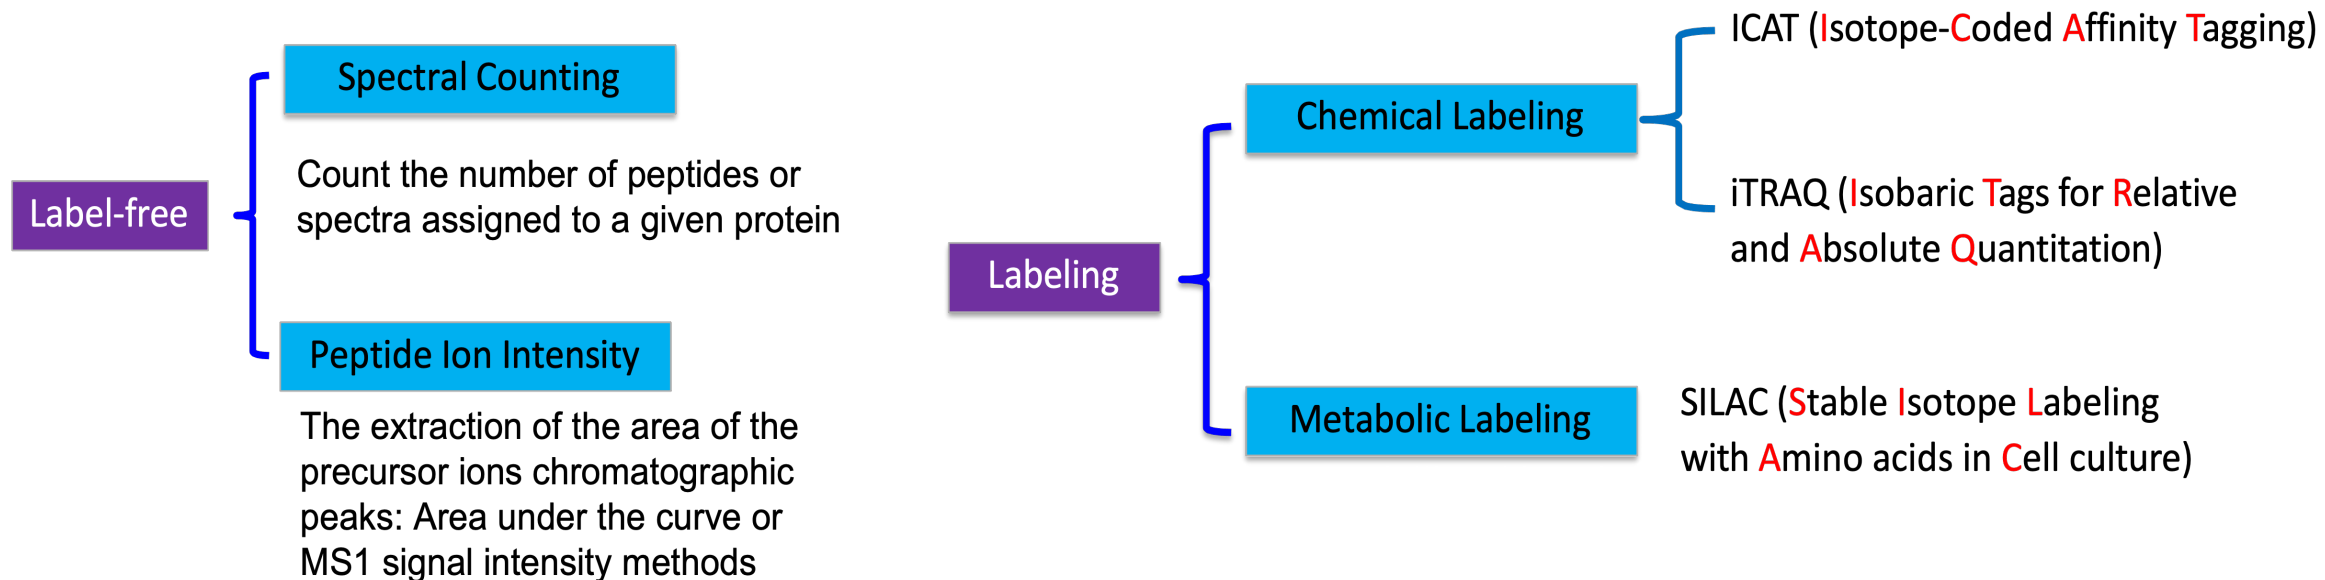 Label-free
Spectral Counting
Count the number of peptides or
spectra assigned to a given protein
Peptide Ion Intensity
The extraction of the area of the
precursor ions chromatographic
peaks: Area under the curve or
MS1 signal intensity methods
Labeling
Chemical Labeling
ICAT (Isotope-Coded Affinity Tagging)
iTRAQ (Isobaric Tags for Relative
and Absolute Quantitation)
Metabolic Labeling
SILAC (Stable Isotope Labeling
with Amino acids in Cell culture)